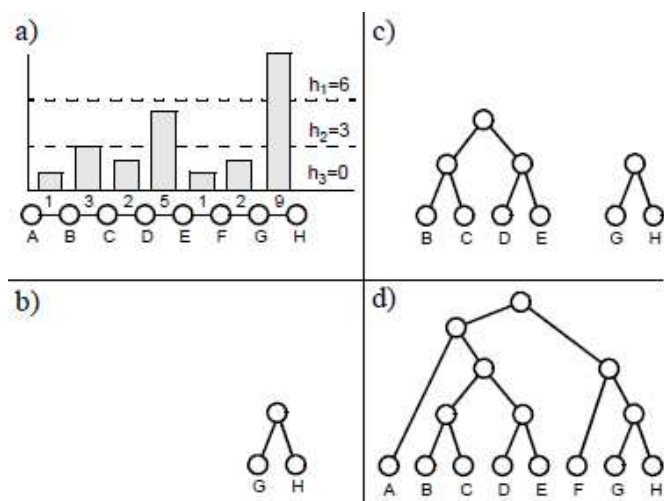 a)
h1=6
h2=3
h3=0
1 3 2 5 1 2 9
A B C D E F G H
c)
B C D E G H
b)
G H
d)
A B C D E F G H